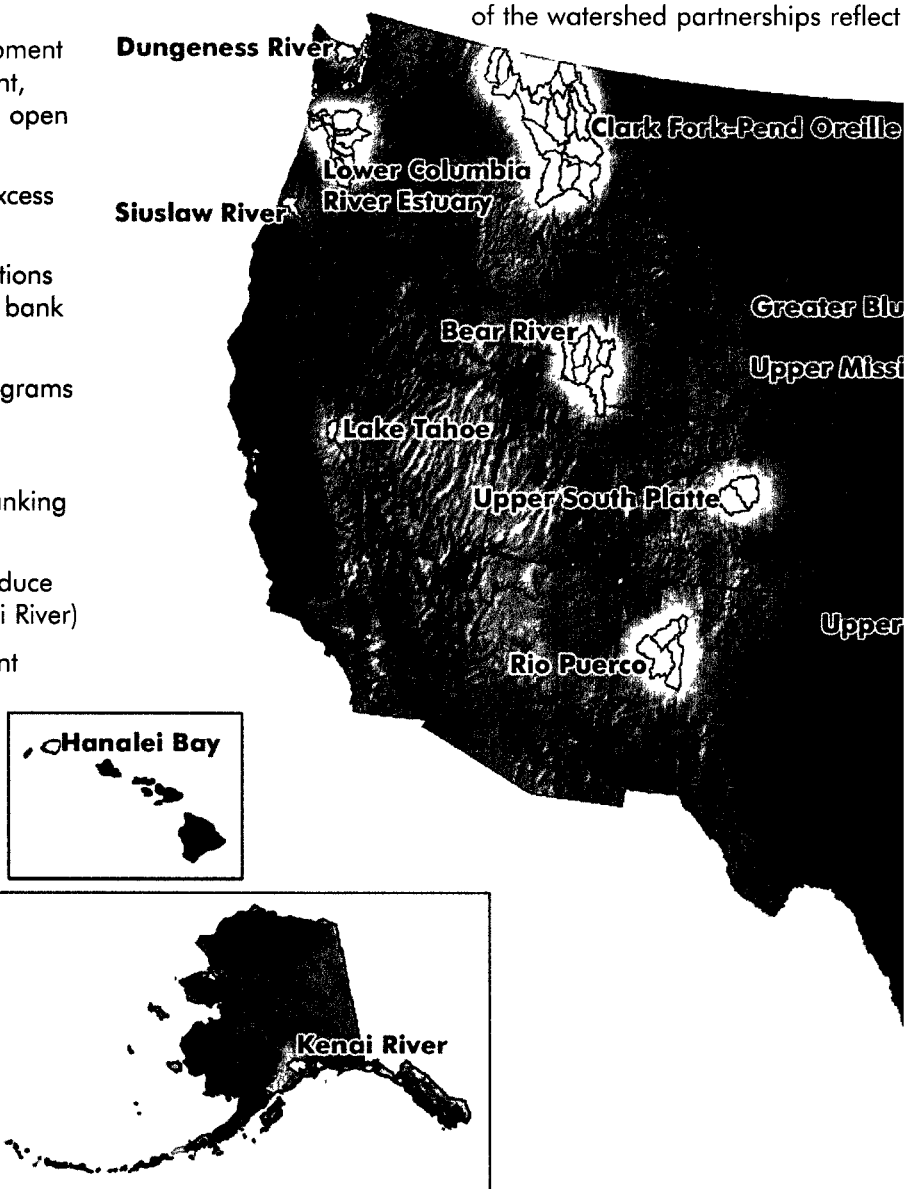 of the watershed partnerships reflect
pment
nt,
open
xcess
tions
bank
grams
anking
duce
i River)
nt
Dungeness River
Clark Fork-Pend Oreille
Lower Columbia
River Estuary
Siuslaw River
Greater Blu
Bear River
Upper Missi
Lake Tahoe
Upper South Platte
Upper
Rio Puerco
Hanalei Bay
Kenai River